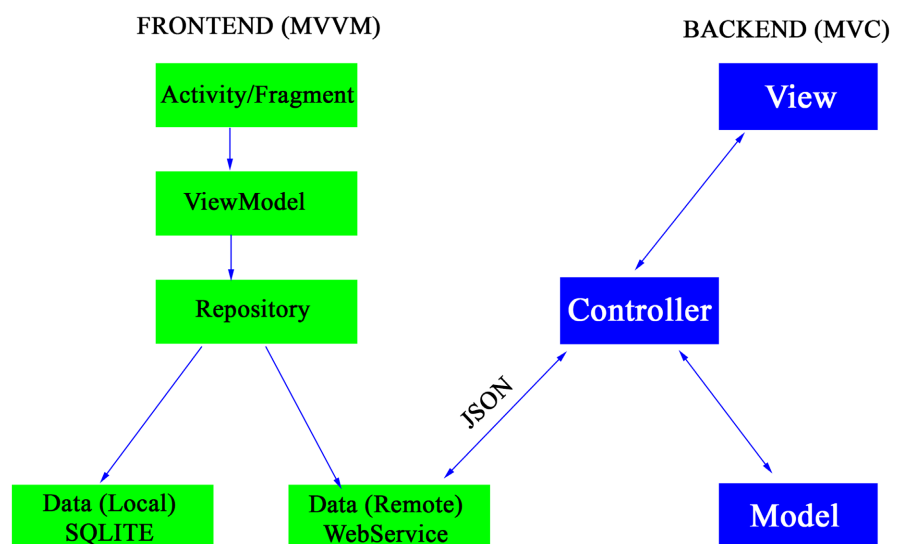 FRONTEND (MVVM)
BACKEND (MVC)
Activity/Fragment
View
ViewModel
Repository
Controller
JSON
Data (Local)
SQLITE
Data (Remote)
WebService
Model